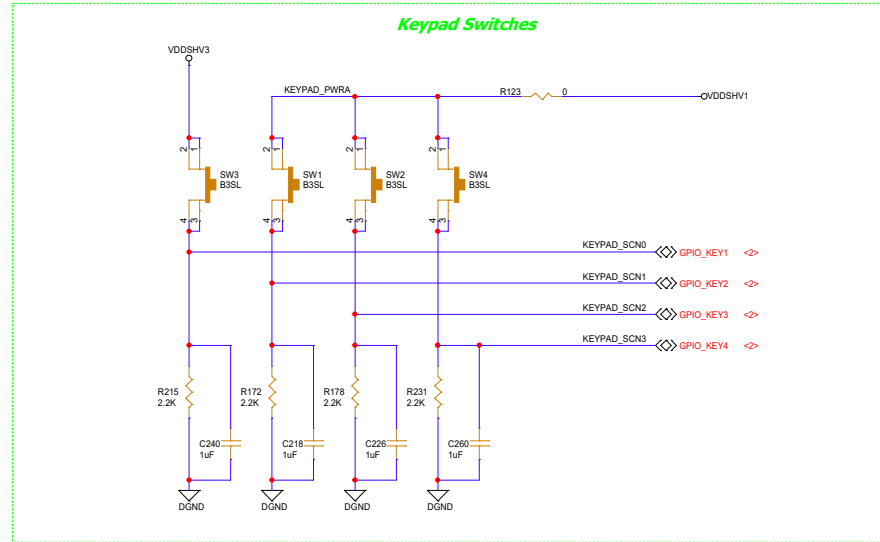 Keypad Switches
VDDSHV3
KEYPAD_PWRA
R123 0
VDDSHV1
2 1 2 1 2 1 2 1
SW3 SW1 SW2 SW4
B3SL B3SL B3SL B3SL
4 3 4 3 4 3 4 3
KEYPAD_SCN0 GPIO_KEY1 <2>
KEYPAD_SCN1 GPIO_KEY2 <2>
KEYPAD_SCN2 GPIO_KEY3 <2>
KEYPAD_SCN3 GPIO_KEY4 <2>
R215 R172 R178 R231
2.2K 2.2K 2.2K 2.2K
C240 C218 C226 C260
1uF 1uF 1uF 1uF
DGND DGND DGND DGND